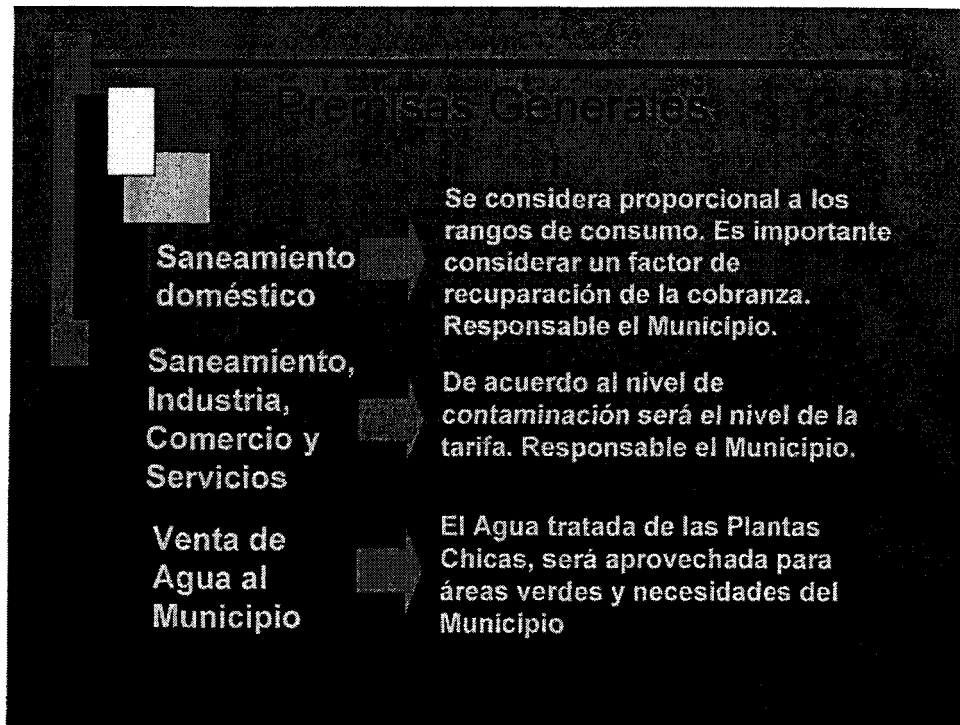 Premisas Generales
Saneamiento
doméstico
Se considera proporcional a los
rangos de consumo. Es importante
considerar un factor de
recuparación de la cobranza.
Responsable el Municipio.
Saneamiento,
Industria,
Comercio y
Servicios
De acuerdo al nivel de
contaminación será el nivel de la
tarifa. Responsable el Municipio.
Venta de
Agua al
Municipio
El Agua tratada de las Plantas
Chicas, será aprovechada para
áreas verdes y necesidades del
Municipio